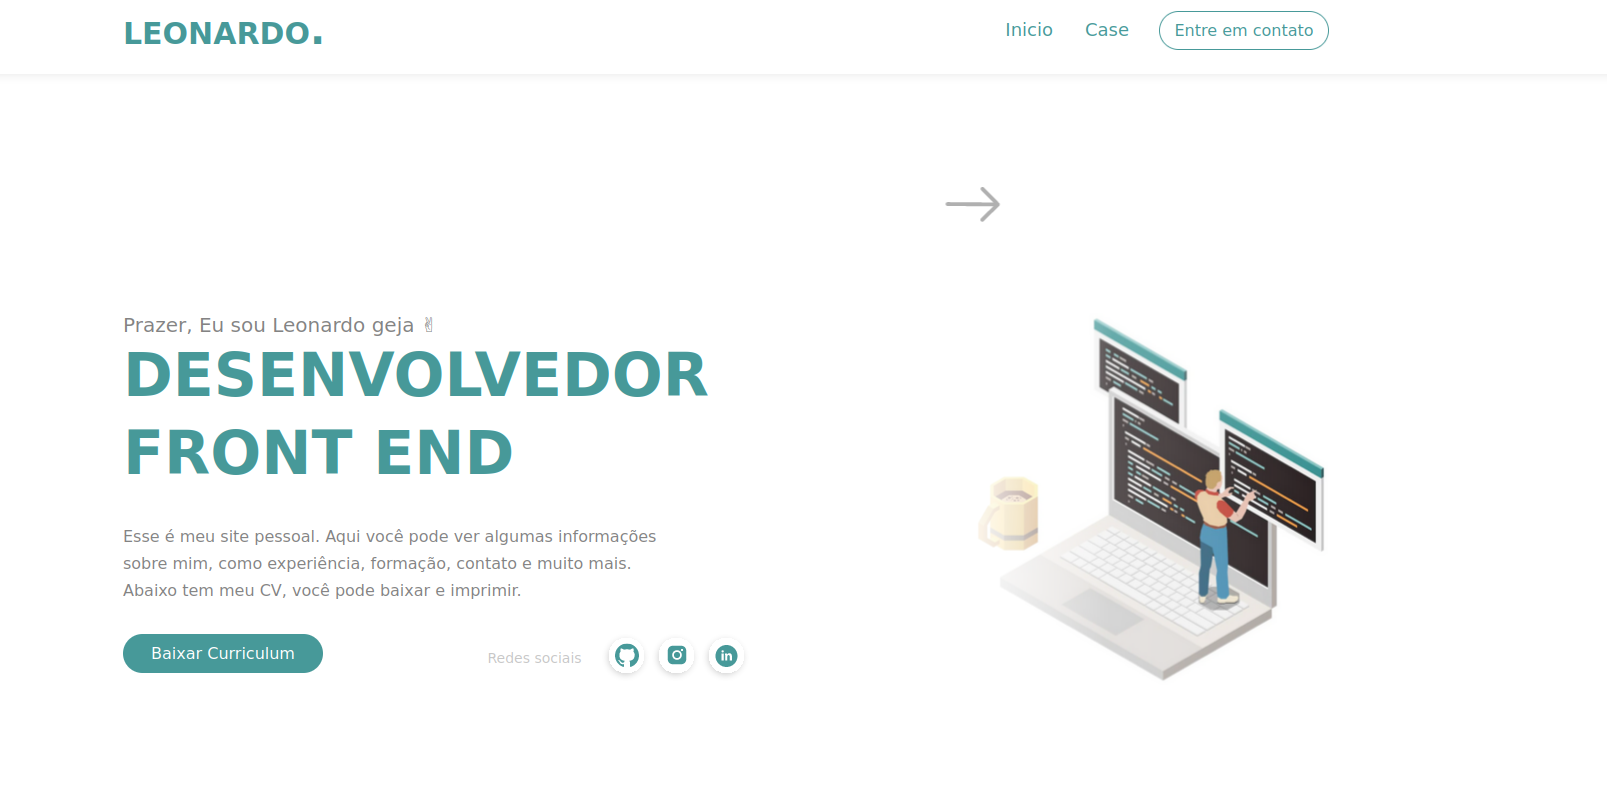 LEONARDO.
Inicio
Case
Entre em contato
Prazer, Eu sou Leonardo geja ✌
DESENVOLVEDOR
FRONT END
Esse é meu site pessoal. Aqui você pode ver algumas informações
sobre mim, como experiência, formação, contato e muito mais.
Abaixo tem meu CV, você pode baixar e imprimir.
Baixar Curriculum
Redes sociais
in